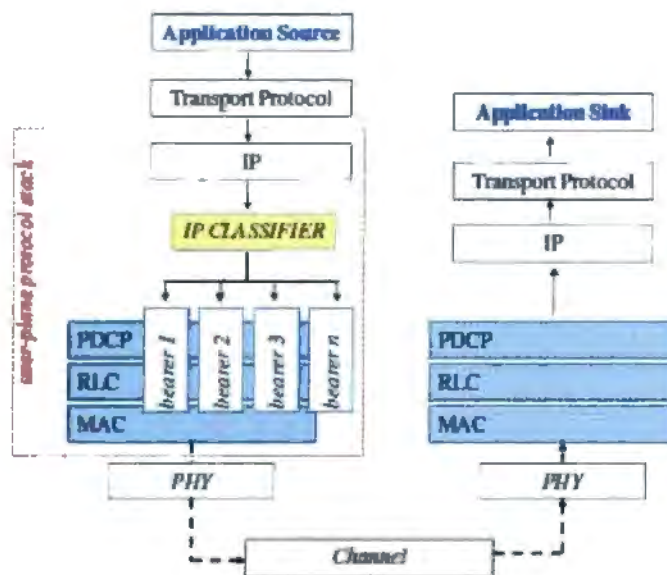 Application Source
Transport Protocol
IP
IP CLASSIFIER
user-plane protocol stack
bearer 1
bearer 2
bearer 3
bearer n
PDCP
RLC
MAC
PHY
Channel
Application Sink
Transport Protocol
IP
PDCP
RLC
MAC
PHY